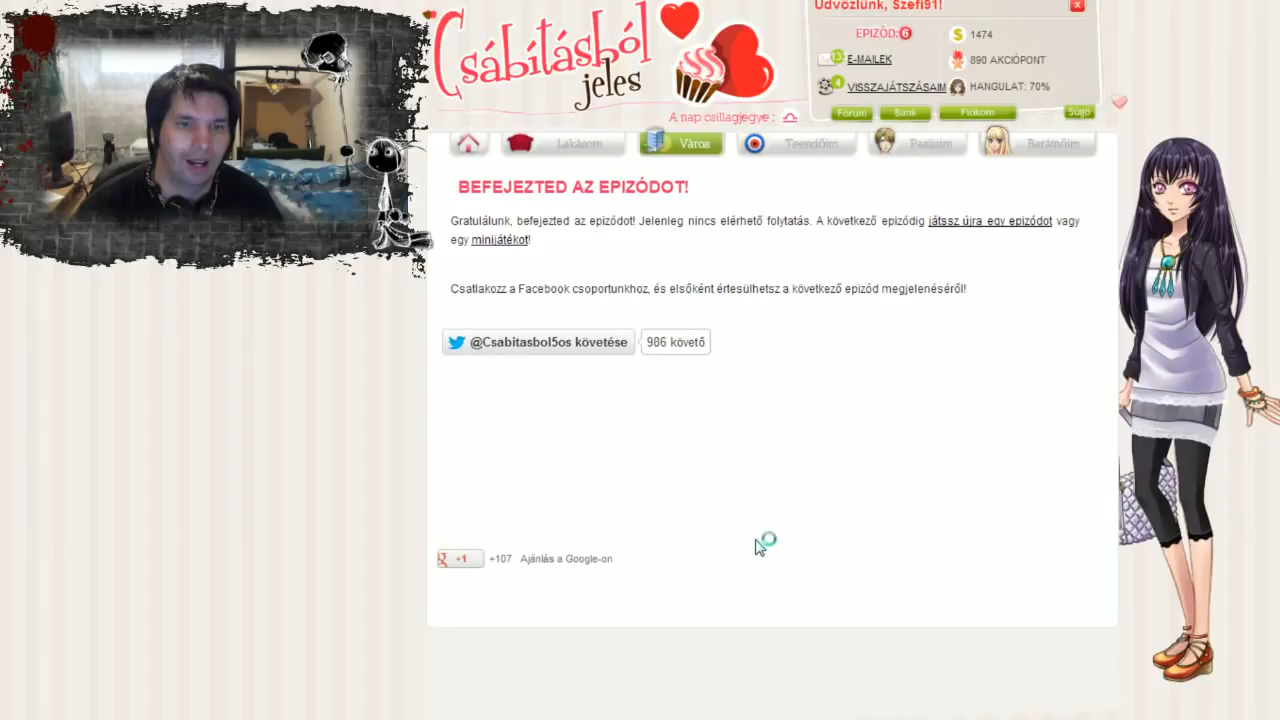 Csábításból
jeles
A nap csillagjegye :
Üdvözlünk, Szefi91!
x
EPIZÓD: 6
1474
13
E-MAILEK
890 AKCIÓPONT
4
VISSZAJÁTSZÁSAIM
HANGULAT: 70%
Fórum
Bank
Fiókom
Súgó
Lakásom
Város
Teendőim
Pasijaim
Barátnőim
BEFEJEZTED AZ EPIZÓDOT!
Gratulálunk, befejezted az epizódot! Jelenleg nincs elérhető folytatás. A következő epizódig játssz újra egy epizódot vagy
egy minijátékot!
Csatlakozz a Facebook csoportunkhoz, és elsőként értesülhetsz a következő epizód megjelenéséről!
@Csabitasbol5os követése
986 követő
g +1
+107
Ajánlás a Google-on